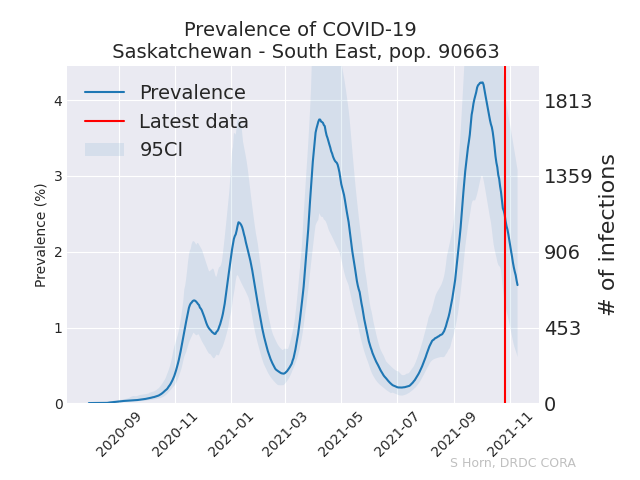 Prevalence of COVID-19
Saskatchewan - South East, pop. 90663
Prevalence
Latest data
95CI
Prevalence (%)
4
3
2
1
0
1813
1359
906
453
0
# of infections
2020-09
2020-11
2021-01
2021-03
2021-05
2021-07
2021-09
2021-11
S Horn, DRDC CORA